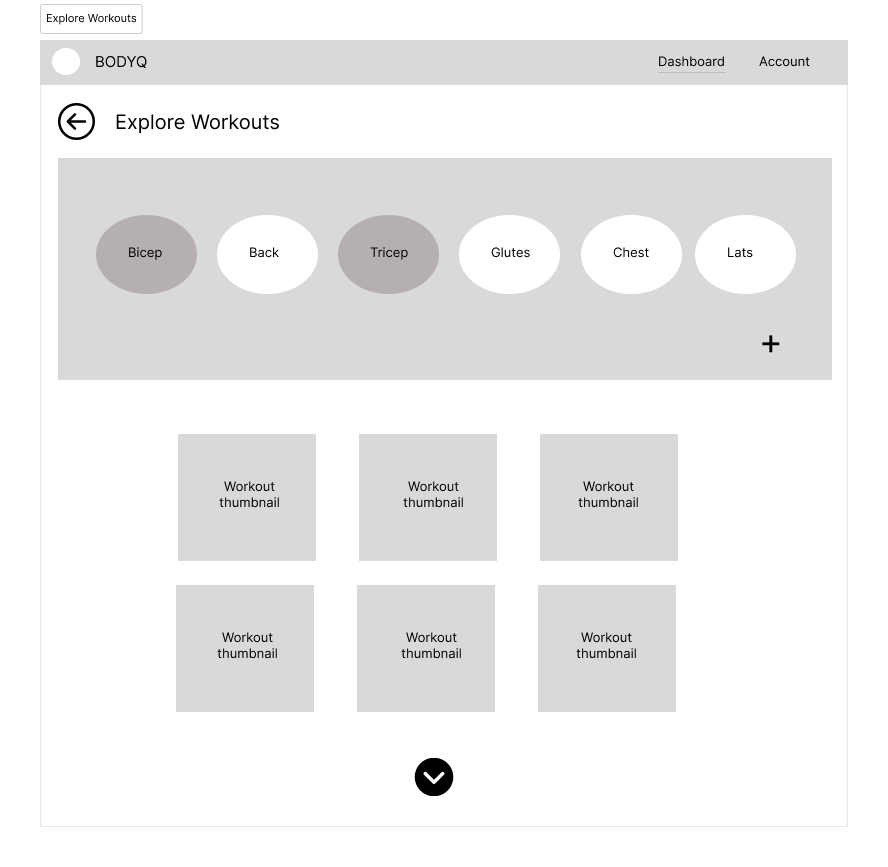 Explore Workouts
BODYQ
Dashboard
Account
Explore Workouts
Bicep
Back
Tricep
Glutes
Chest
Lats
Workout
thumbnail
Workout
thumbnail
Workout
thumbnail
Workout
thumbnail
Workout
thumbnail
Workout
thumbnail